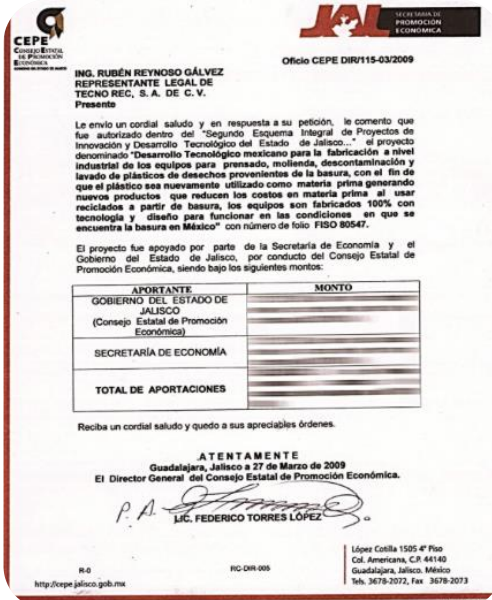 CEPE
CONSEJO ESTATAL
DE PROMOCIÓN
ECONÓMICA
JAL
SECRETARÍA DE
PROMOCIÓN
ECONÓMICA
Oficio CEPE DIR/115-03/2009
ING. RUBÉN REYNOSO GÁLVEZ
REPRESENTANTE LEGAL DE
TECNO REC, S. A. DE C. V.
Presente
Le envío un cordial saludo y en respuesta a su petición, le comento que
fue autorizado dentro del "Segundo Esquema Integral de Proyectos de
Innovación y Desarrollo Tecnológico del Estado de Jalisco..." el proyecto
denominado "Desarrollo Tecnológico mexicano para la fabricación a nivel
industrial de los equipos para prensado, molienda, descontaminación y
lavado de plásticos de desechos provenientes de la basura, con el fin de
que el plástico sea nuevamente utilizado como materia prima generando
nuevos productos que reducen los costos en materia prima al usar
reciclados a partir de basura, los equipos son fabricados 100% con
tecnología y diseño para funcionar en las condiciones en que se
encuentra la basura en México" con número de folio FISO 80547.
El proyecto fue apoyado por parte de la Secretaría de Economía y el
Gobierno del Estado de Jalisco, por conducto del Consejo Estatal de
Promoción Económica, siendo bajo los siguientes montos:
APORTANTE MONTO
GOBIERNO DEL ESTADO DE
JALISCO
(Consejo Estatal de Promoción
Económica)
SECRETARÍA DE ECONOMÍA
TOTAL DE APORTACIONES
Reciba un cordial saludo y quedo a sus apreciables órdenes.
ATENTAMENTE
Guadalajara, Jalisco a 27 de Marzo de 2009
El Director General del Consejo Estatal de Promoción Económica.
P. A.
LIC. FEDERICO TORRES LÓPEZ
López Cotilla 1505 4° Piso
Col. Americana, C.P. 44140
Guadalajara, Jalisco. México
Tels. 3678-2072, Fax 3678-2073
R-0
RC-DIR-005
http://cepe.jalisco.gob.mx